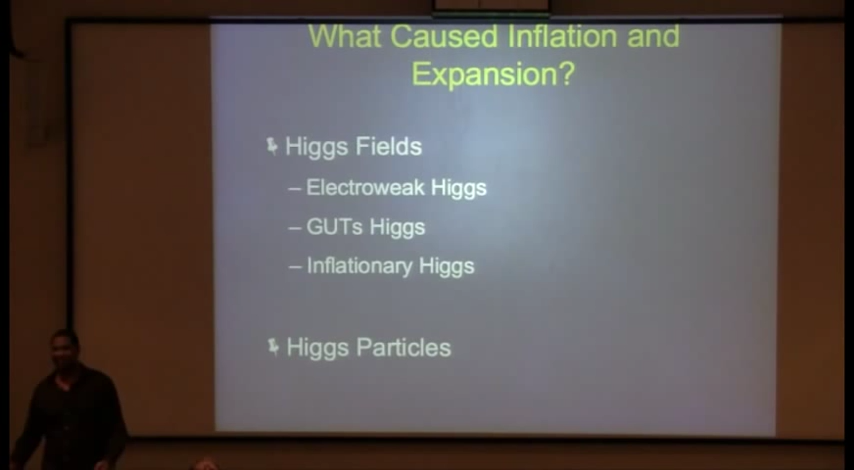 What Caused Inflation and
Expansion?
Higgs Fields
– Electroweak Higgs
– GUTs Higgs
– Inflationary Higgs
Higgs Particles